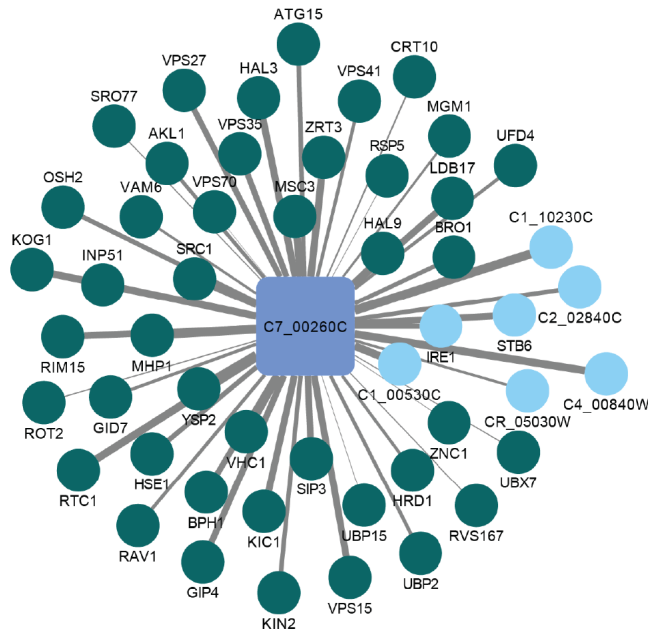 ATG15
VPS27
HAL3
VPS41
CRT10
SRO77
AKL1
VPS35
ZRT3
RSP5
MGM1
UFD4
LDB17
OSH2
VAM6
VPS70
MSC3
HAL9
BRO1
C1_10230C
KOG1
INP51
SRC1
C7_00260C
C2_02840C
STB6
IRE1
RIM15
MHP1
C1_00530C
CR_05030W
C4_00840W
ROT2
GID7
YSP2
ZNC1
UBX7
RTC1
HSE1
VHC1
SIP3
HRD1
RVS167
RAV1
BPH1
KIC1
UBP15
GIP4
KIN2
VPS15
UBP2